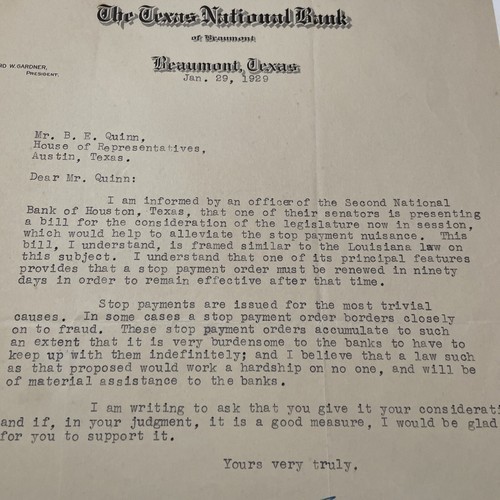 The Texas National Bank
of Beaumont
Beaumont, Texas
RD W. GARDNER,
PRESIDENT.
Jan. 29, 1929
Mr. B. E. Quinn,
House of Representatives,
Austin, Texas.
Dear Mr. Quinn:
I am informed by an officer of the Second National
Bank of Houston, Texas, that one of their senators is presenting
a bill for the consideration of the legislature now in session,
which would help to alleviate the stop payment nuisance. This
bill, I understand, is framed similar to the Louisiana law on
this subject. I understand that one of its principal features
provides that a stop payment order must be renewed in ninety
days in order to remain effective after that time.
Stop payments are issued for the most trivial
causes. In some cases a stop payment order borders closely
on to fraud. These stop payment orders accumulate to such
an extent that it is very burdensome to the banks to have to
keep up with them indefinitely; and I believe that a law such
as that proposed would work a hardship on no one, and will be
of material assistance to the banks.
I am writing to ask that you give it your considerati
and if, in your judgment, it is a good measure, I would be glad
for you to support it.
Yours very truly,